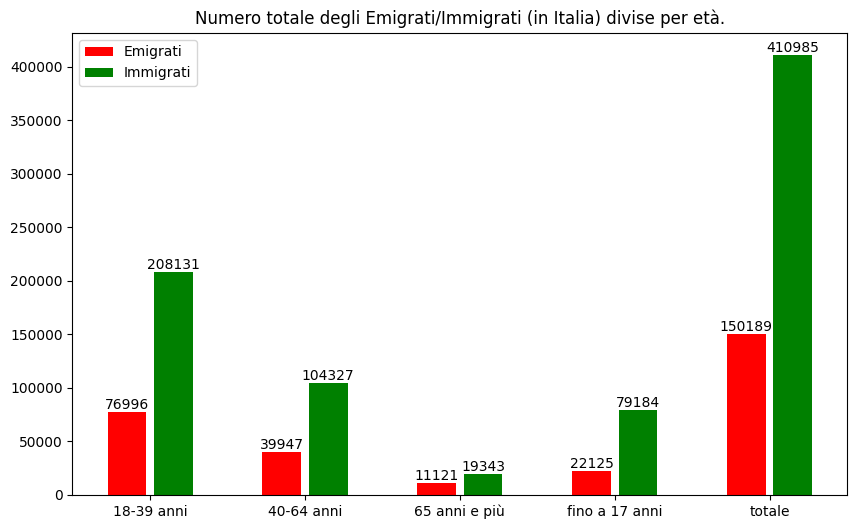 Numero totale degli Emigrati/Immigrati (in Italia) divise per età.
Emigrati
Immigrati
400000
350000
300000
250000
200000
150000
100000
50000
0
76996
208131
39947
104327
11121
19343
22125
79184
150189
410985
18-39 anni
40-64 anni
65 anni e più
fino a 17 anni
totale